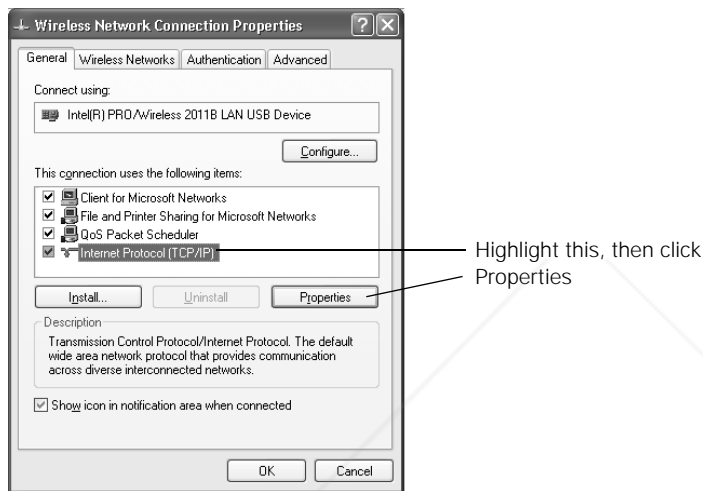 Wireless Network Connection Properties
General Wireless Networks Authentication Advanced
Connect using:
Intel(R) PRO/Wireless 2011B LAN USB Device
Configure...
This connection uses the following items:
Client for Microsoft Networks
File and Printer Sharing for Microsoft Networks
QoS Packet Scheduler
Internet Protocol (TCP/IP)
Highlight this, then click
Properties
Install... Uninstall Properties
Description
Transmission Control Protocol/Internet Protocol. The default
wide area network protocol that provides communication
across diverse interconnected networks.
Show icon in notification area when connected
OK Cancel